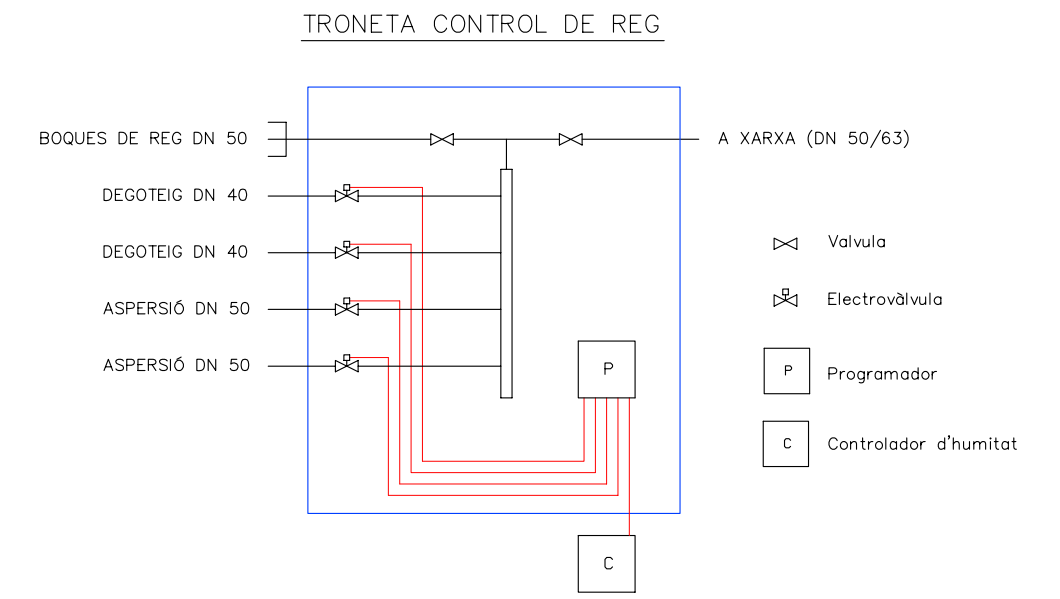 TRONETA CONTROL DE REG
BOQUES DE REG DN 50
A XARXA (DN 50/63)
DEGOTEIG DN 40
DEGOTEIG DN 40
ASPERSIÓ DN 50
ASPERSIÓ DN 50
P
C
Valvula
Electrovàlvula
P
Programador
C
Controlador d'humitat